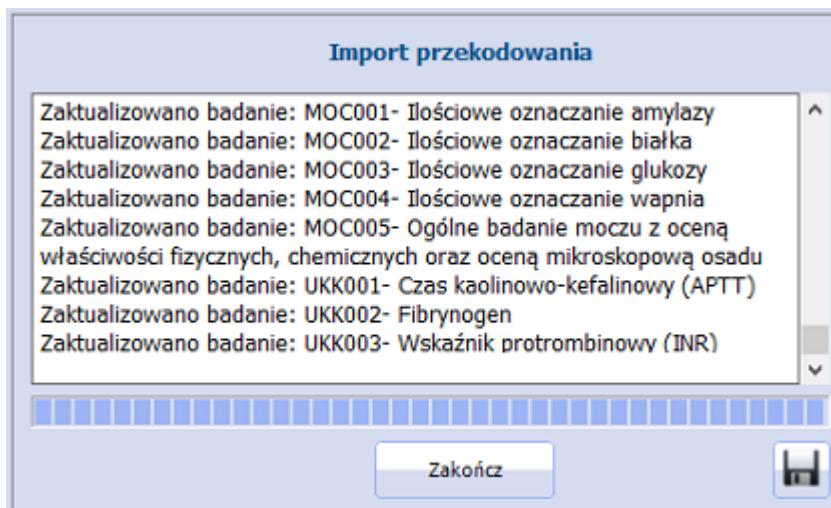 Import przekodowania
Zaktualizowano badanie: MOC001- Ilościowe oznaczanie amylazy
Zaktualizowano badanie: MOC002- Ilościowe oznaczanie białka
Zaktualizowano badanie: MOC003- Ilościowe oznaczanie glukozy
Zaktualizowano badanie: MOC004- Ilościowe oznaczanie wapnia
Zaktualizowano badanie: MOC005- Ogólne badanie moczu z oceną
właściwości fizycznych, chemicznych oraz oceną mikroskopową osadu
Zaktualizowano badanie: UKK001- Czas kaolinowo-kefalinowy (APTT)
Zaktualizowano badanie: UKK002- Fibrynogen
Zaktualizowano badanie: UKK003- Wskaźnik protrombinowy (INR)
Zakończ